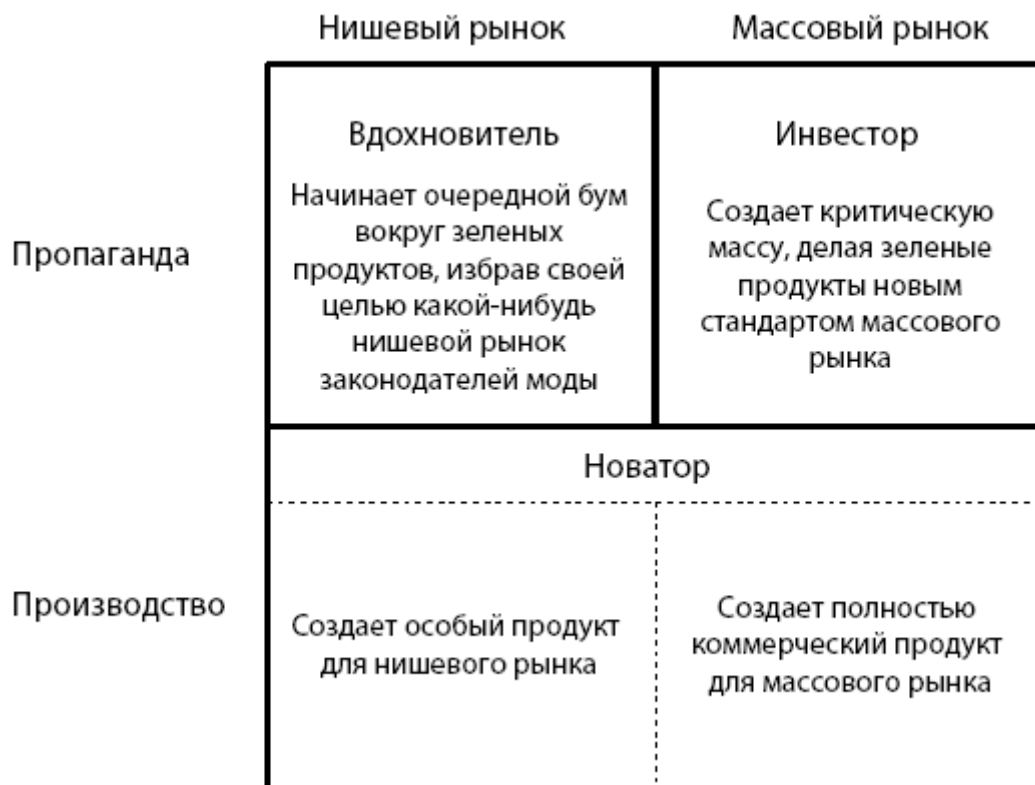 Нишевый рынок
Массовый рынок
Пропаганда
Вдохновитель
Начинает очередной бум
вокруг зеленых
продуктов, избрав своей
целью какой-нибудь
нишевой рынок
законодателей моды
Инвестор
Создает критическую
массу, делая зеленые
продукты новым
стандартом массового
рынка
Производство
Новатор
Создает особый продукт
для нишевого рынка
Создает полностью
коммерческий продукт
для массового рынка